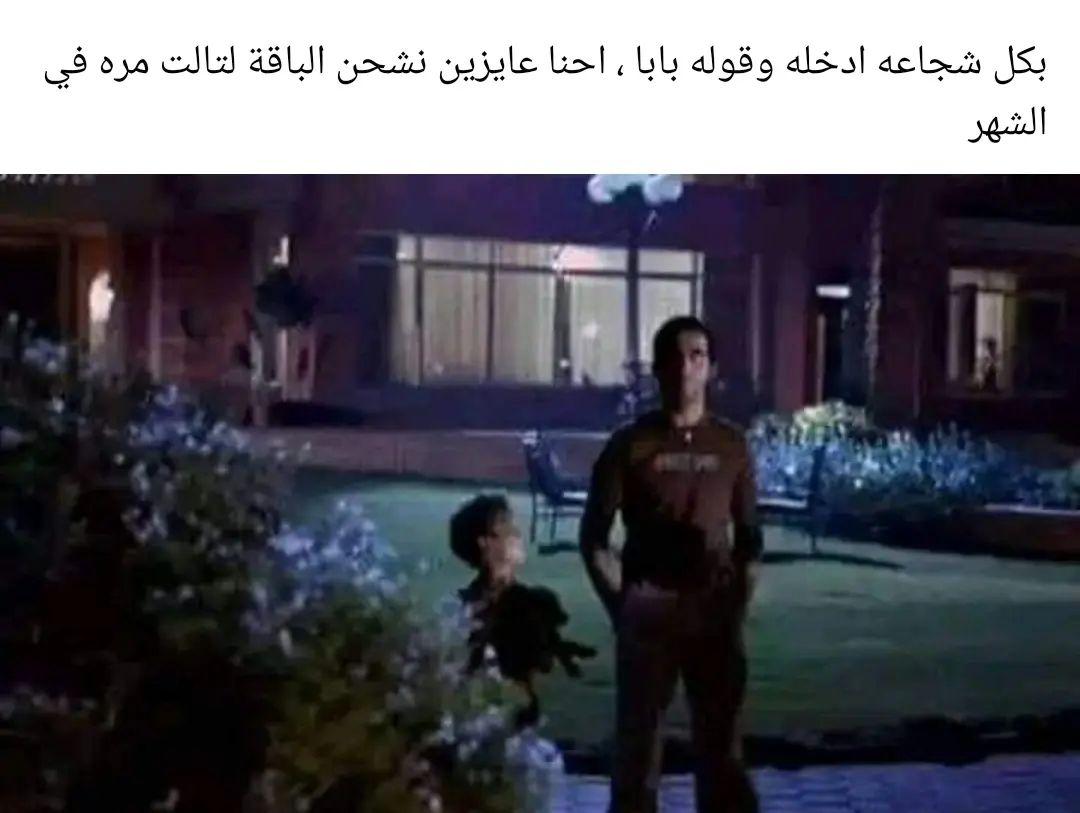 بكل شجاعه ادخله وقوله بابا ، احنا عايزين نشحن الباقة لتالت مره في
الشهر